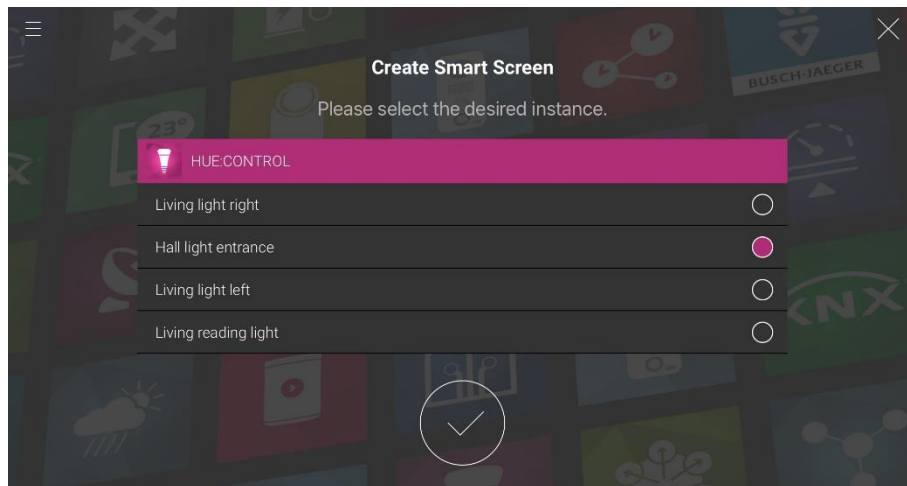 Create Smart Screen
BUSCH-JAEGER
Please select the desired instance.
23°
HUE:CONTROL
Living light right
Hall light entrance
Living light left
KNX
Living reading light